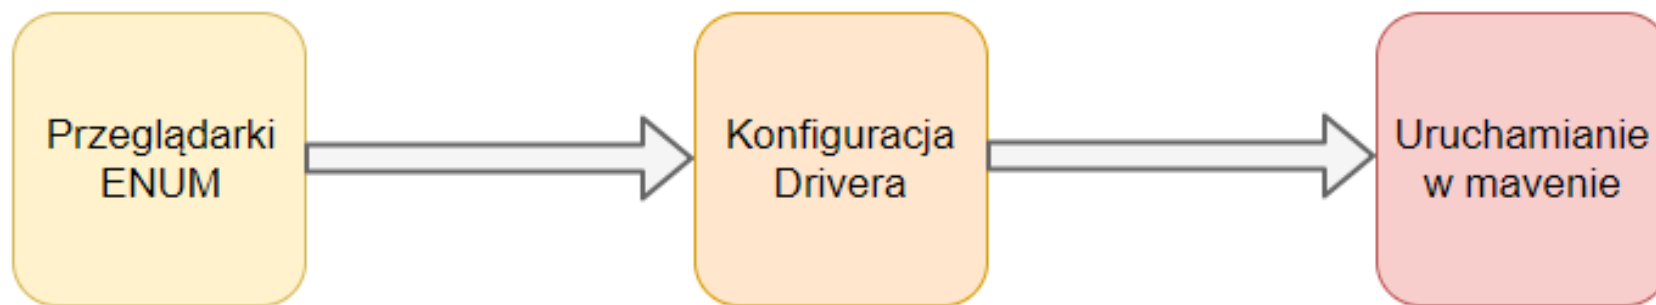 Przeglądarki
ENUM
Konfiguracja
Drivera
Uruchamianie
w mavenie